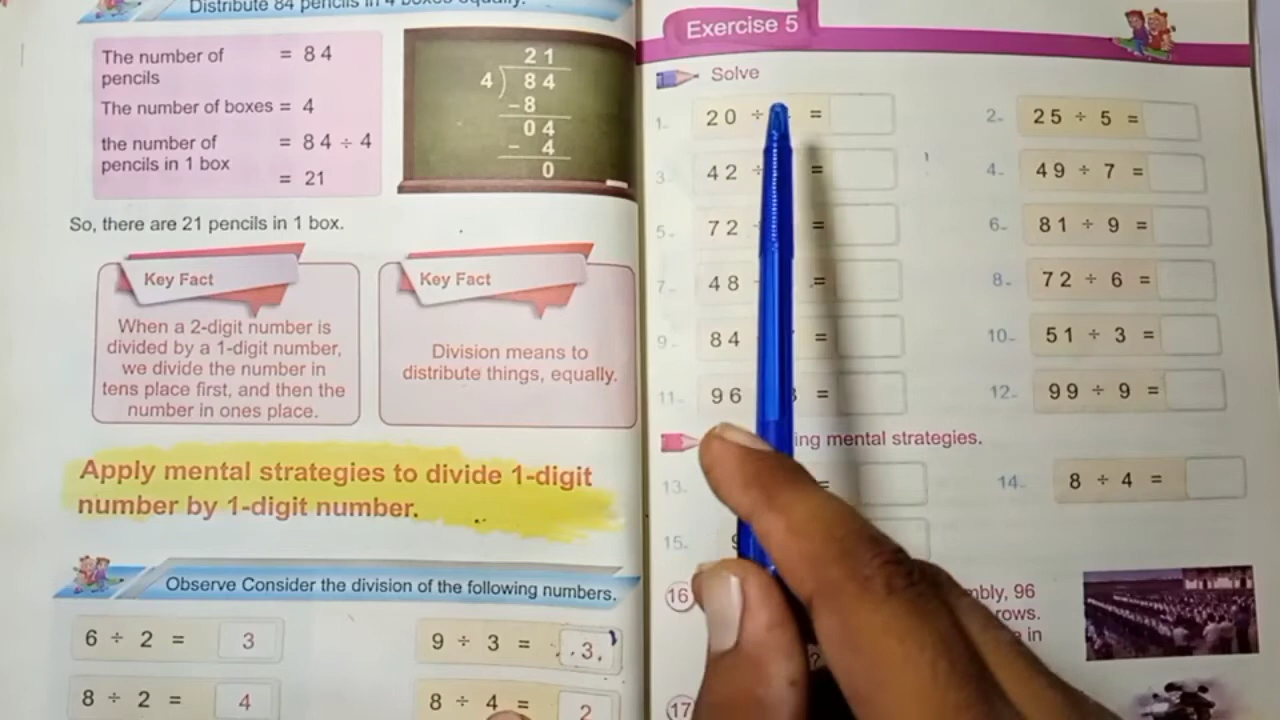 Distribute 84 pencils in 4 boxes equally.
The number of pencils = 84
The number of boxes = 4
the number of pencils in 1 box = 84 ÷ 4
= 21
21
4 ) 84
-8
04
- 4
0
So, there are 21 pencils in 1 box.
Key Fact
When a 2-digit number is
divided by a 1-digit number,
we divide the number in
tens place first, and then the
number in ones place.
Key Fact
Division means to
distribute things, equally.
Apply mental strategies to divide 1-digit
number by 1-digit number.
Observe Consider the division of the following numbers.
6 ÷ 2 = 3
9 ÷ 3 = 3
8 ÷ 2 = 4
8 ÷ 4 = 2
Exercise 5
Solve
1. 20 ÷ =
2. 25 ÷ 5 =
3. 42 ÷ =
4. 49 ÷ 7 =
5. 72 =
6. 81 ÷ 9 =
7. 48 =
8. 72 ÷ 6 =
9. 84 =
10. 51 ÷ 3 =
11. 96 =
12. 99 ÷ 9 =
mental strategies.
13. =
14. 8 ÷ 4 =
15.
16 96
rows.
in
?
17